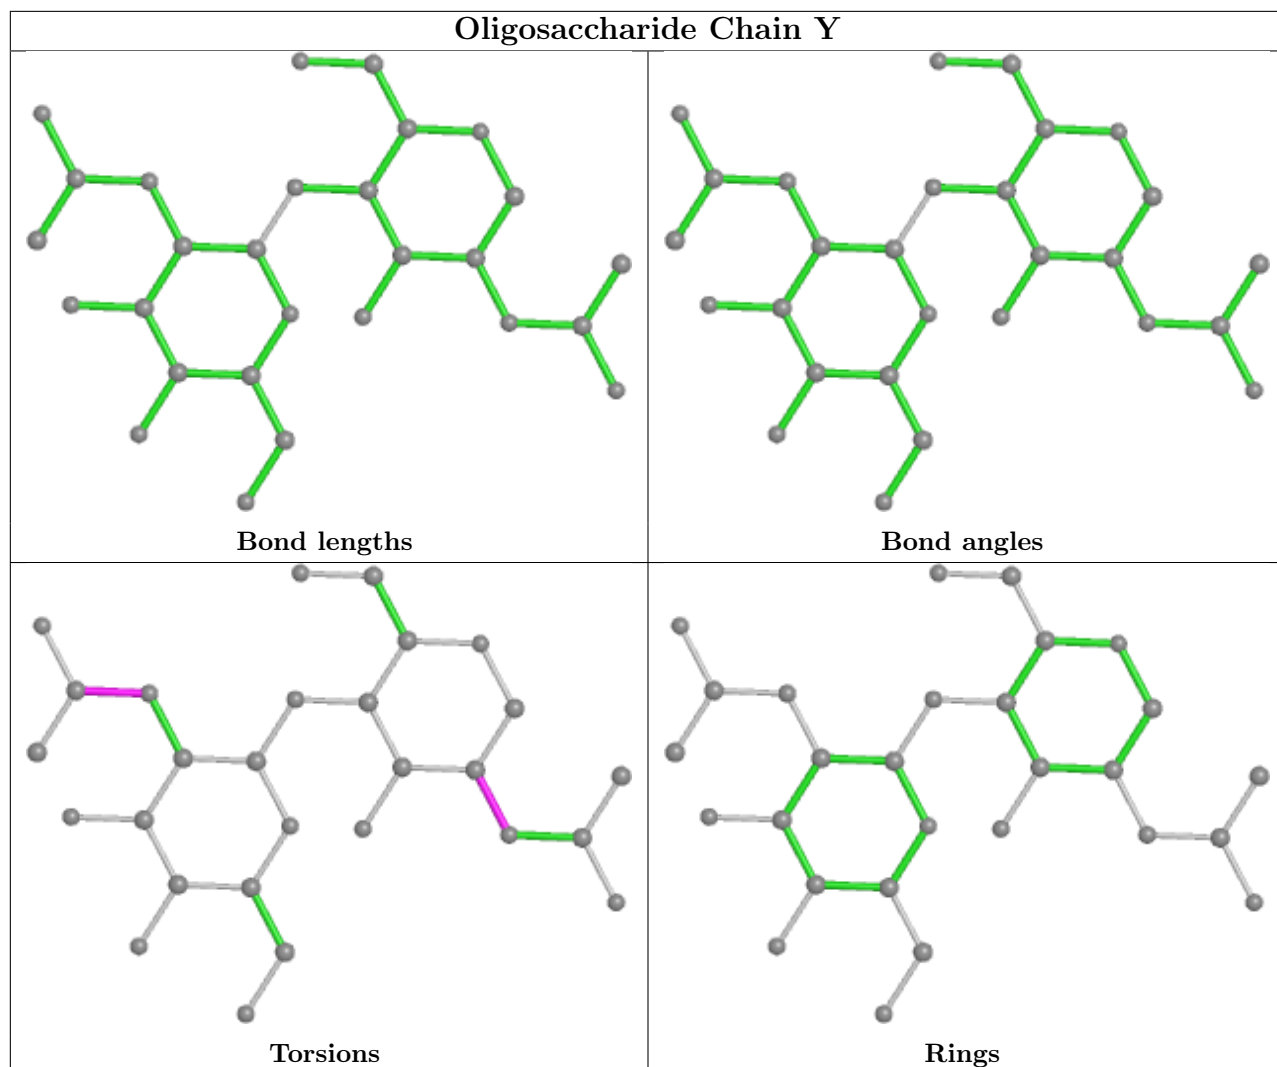 Oligosaccharide Chain Y
Bond lengths
Bond angles
Torsions
Rings